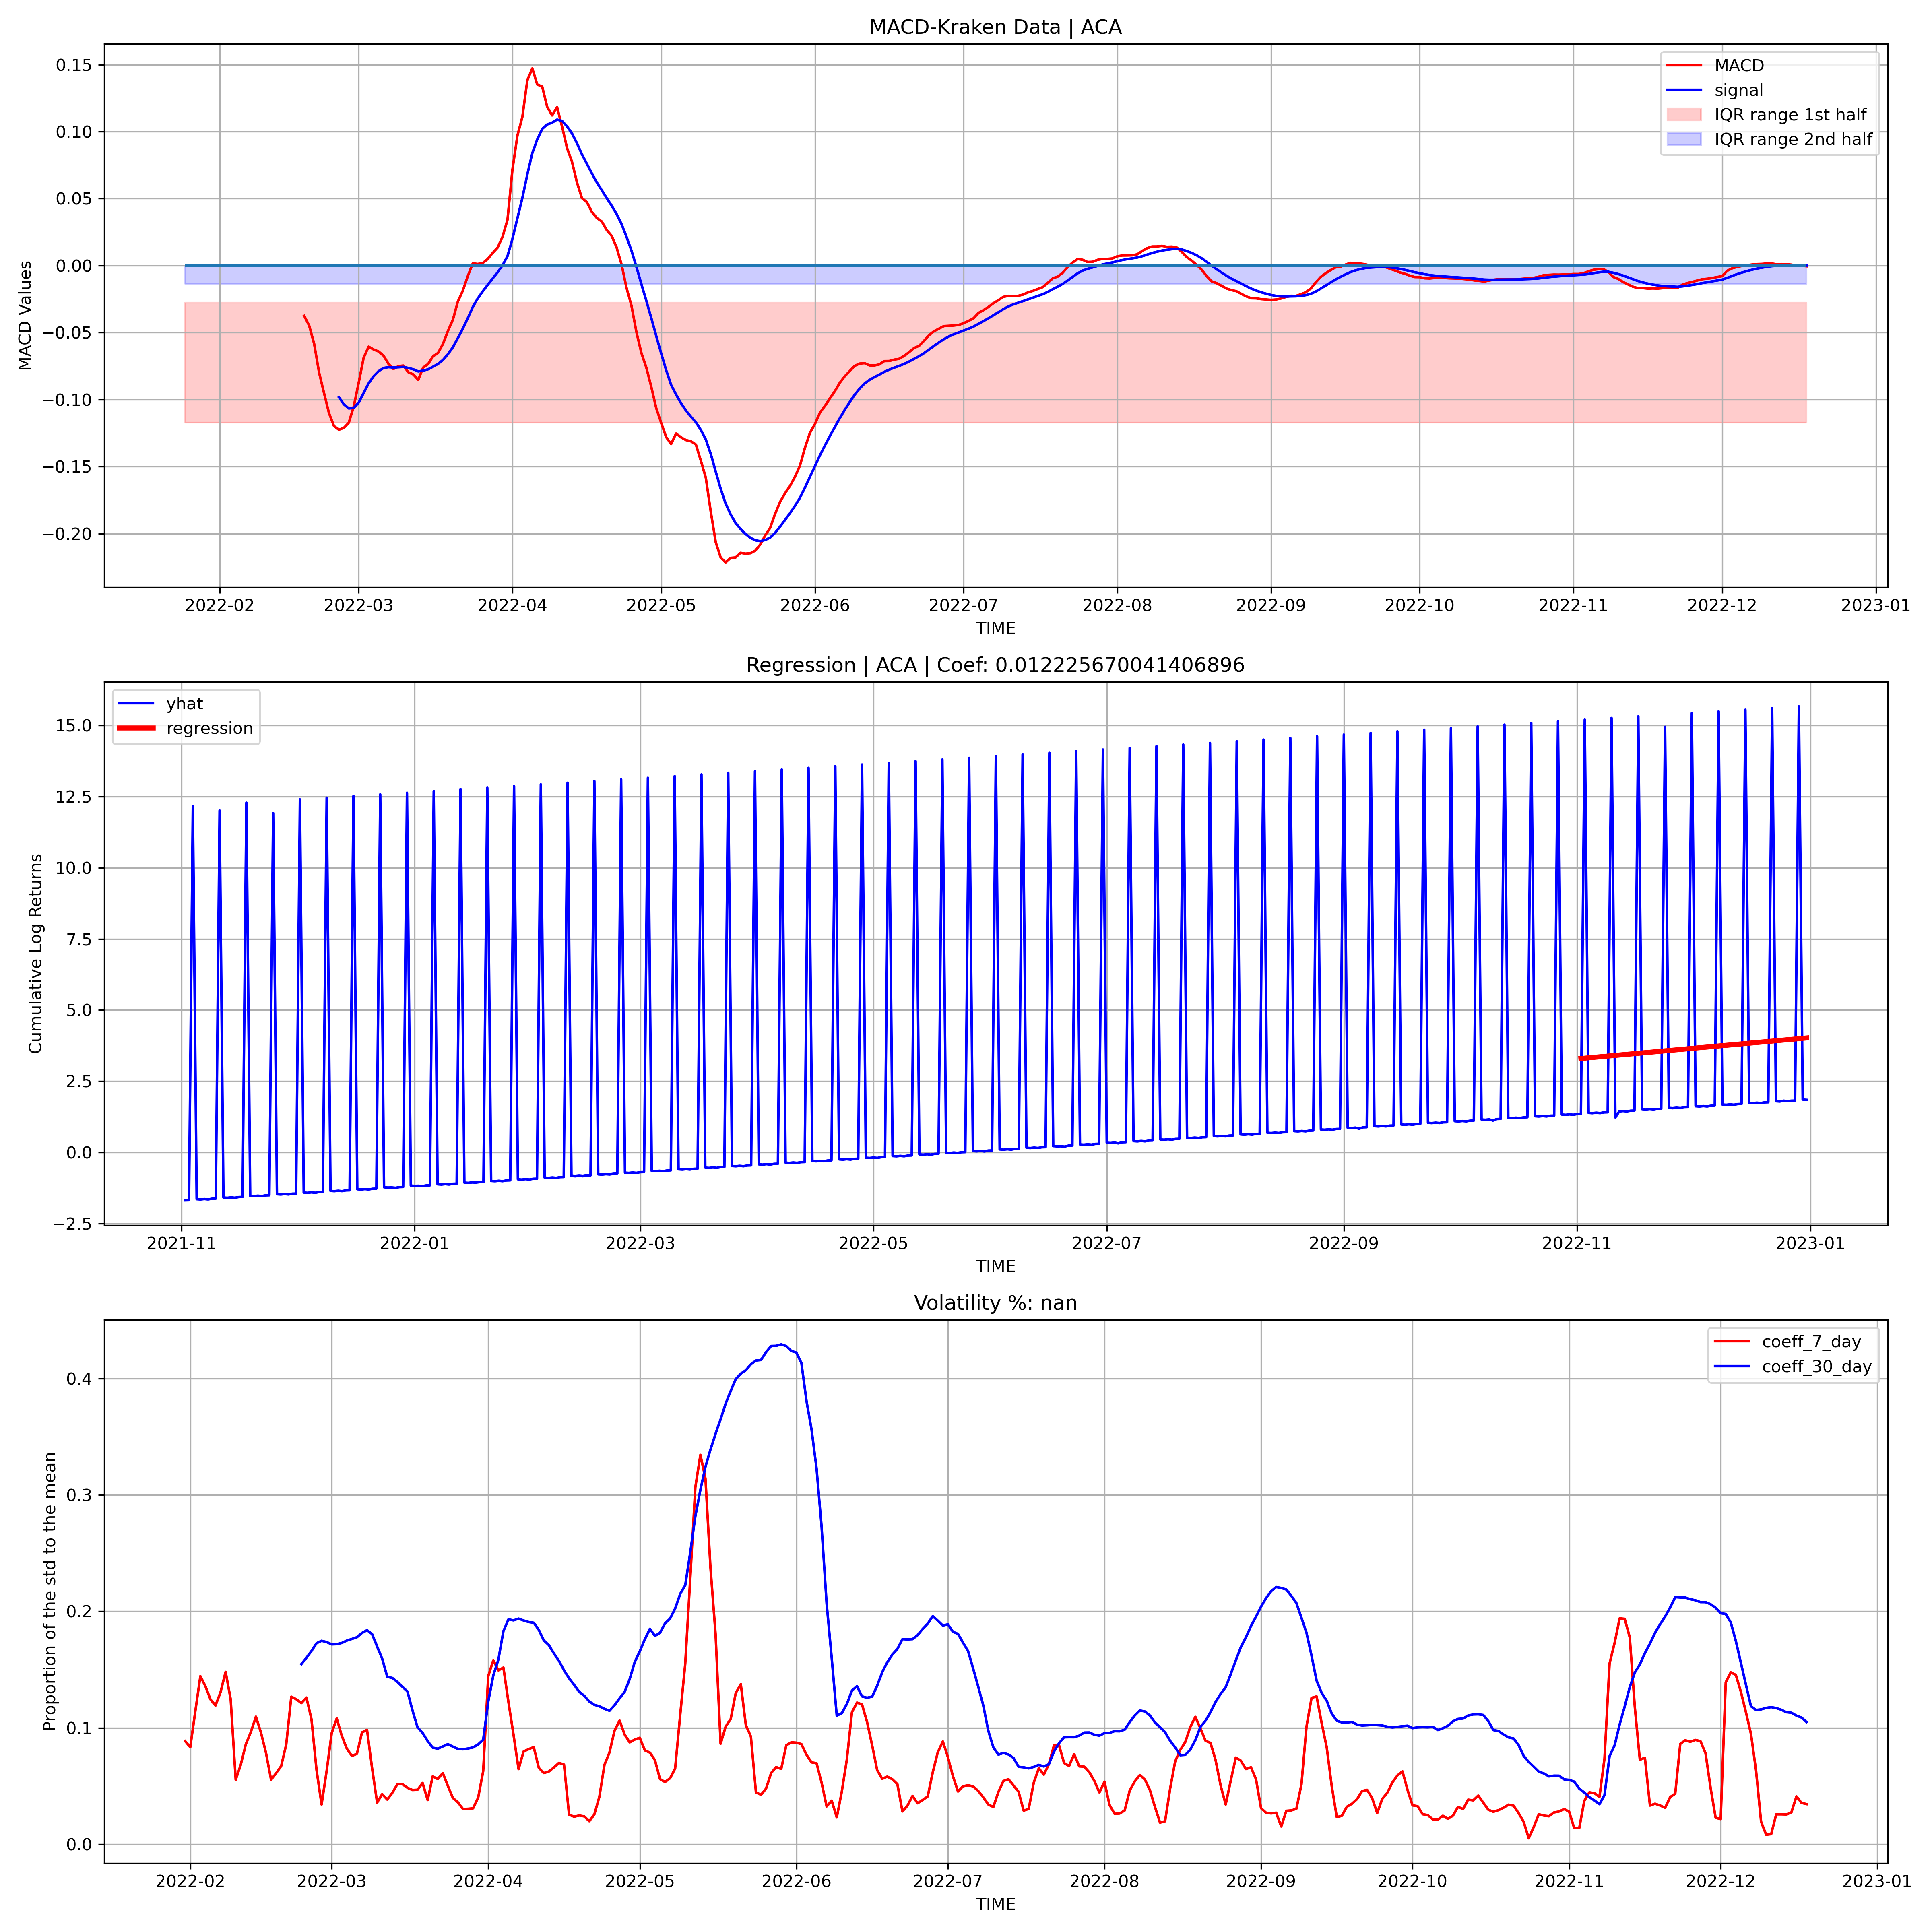 MACD-Kraken Data | ACA
MACD
signal
IQR range 1st half
IQR range 2nd half
0.15
0.10
0.05
0.00
−0.05
−0.10
−0.15
−0.20
MACD Values
2022-02 2022-03 2022-04 2022-05 2022-06 2022-07 2022-08 2022-09 2022-10 2022-11 2022-12 2023-01
TIME
Regression | ACA | Coef: 0.012225670041406896
yhat
regression
15.0
12.5
10.0
7.5
5.0
2.5
0.0
−2.5
Cumulative Log Returns
2021-11 2022-01 2022-03 2022-05 2022-07 2022-09 2022-11 2023-01
TIME
Volatility %: nan
coeff_7_day
coeff_30_day
0.4
0.3
0.2
0.1
0.0
Proportion of the std to the mean
2022-02 2022-03 2022-04 2022-05 2022-06 2022-07 2022-08 2022-09 2022-10 2022-11 2022-12 2023-01
TIME